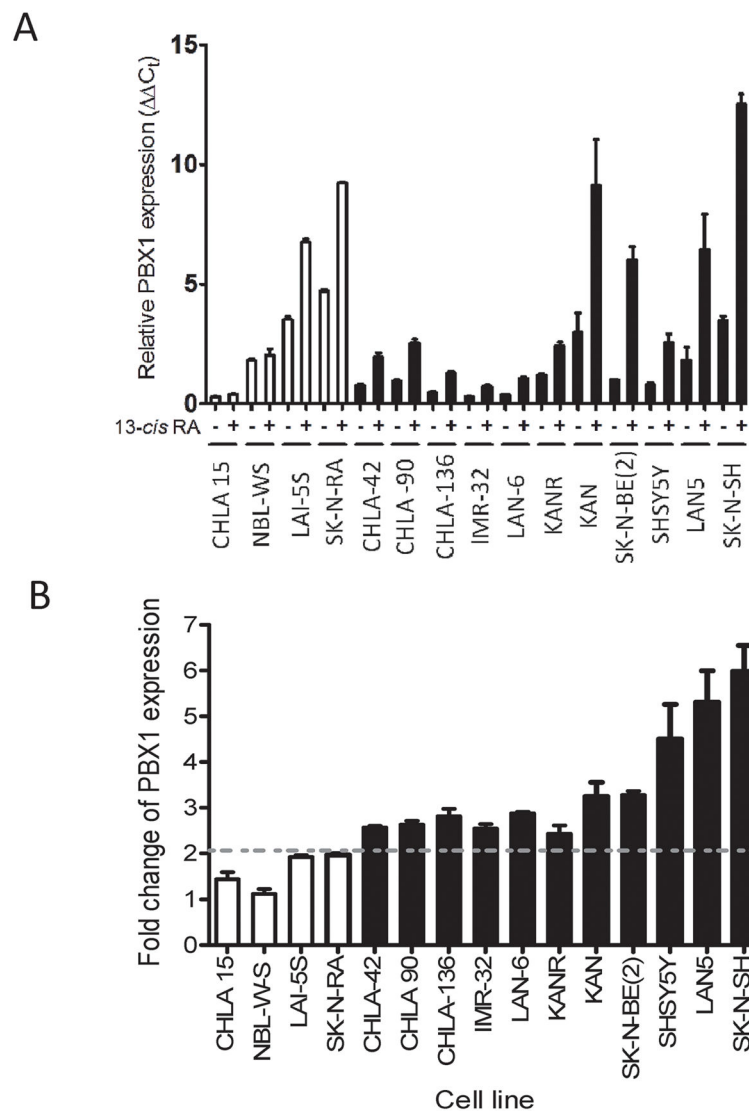 A
Relative PBX1 expression (ΔΔCt)
15
10
5
0
13-cis RA
- + - + - + - + - + - + - + - + - + - + - + - + - + - + - +
CHLA 15
NBL-WS
LAI-5S
SK-N-RA
CHLA-42
CHLA -90
CHLA-136
IMR-32
LAN-6
KANR
KAN
SK-N-BE(2)
SHSY5Y
LAN5
SK-N-SH
B
Fold change of PBX1 expression
7
6
5
4
3
2
1
0
CHLA 15
NBL-W-S
LAI-5S
SK-N-RA
CHLA-42
CHLA 90
CHLA-136
IMR-32
LAN-6
KANR
KAN
SK-N-BE(2)
SHSY5Y
LAN5
SK-N-SH
Cell line